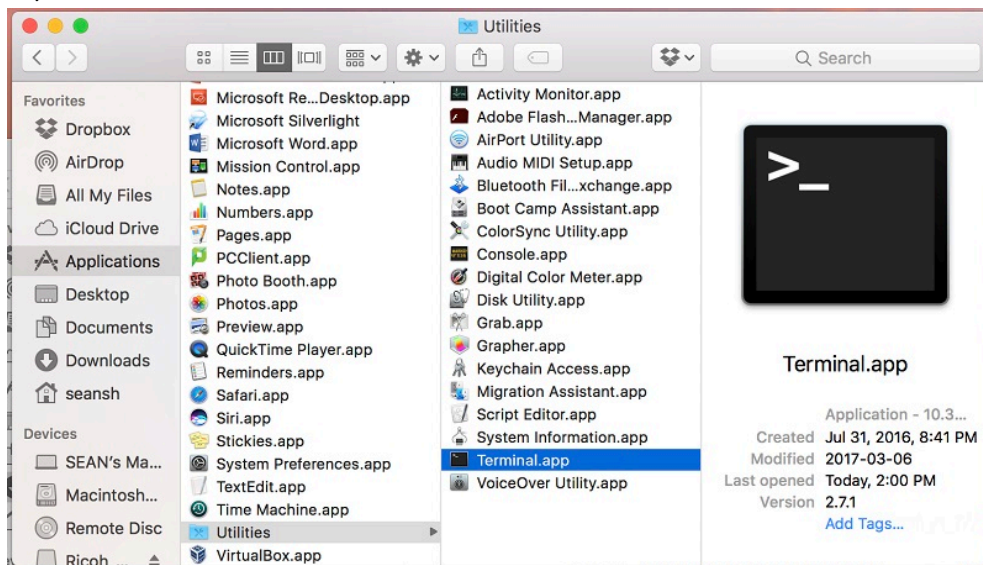 Utilities
Search
Favorites
Dropbox
AirDrop
All My Files
iCloud Drive
Applications
Desktop
Documents
Downloads
seansh
Devices
SEAN's Ma...
Macintosh...
Remote Disc
Ricoh
Microsoft Re...Desktop.app
Microsoft Silverlight
Microsoft Word.app
Mission Control.app
Notes.app
Numbers.app
Pages.app
PCClient.app
Photo Booth.app
Photos.app
Preview.app
QuickTime Player.app
Reminders.app
Safari.app
Siri.app
Stickies.app
System Preferences.app
TextEdit.app
Time Machine.app
Utilities
VirtualBox.app
Activity Monitor.app
Adobe Flash...Manager.app
AirPort Utility.app
Audio MIDI Setup.app
Bluetooth Fil...xchange.app
Boot Camp Assistant.app
ColorSync Utility.app
Console.app
Digital Color Meter.app
Disk Utility.app
Grab.app
Grapher.app
Keychain Access.app
Migration Assistant.app
Script Editor.app
System Information.app
Terminal.app
VoiceOver Utility.app
>_
Terminal.app
Application - 10.3...
Created Jul 31, 2016, 8:41 PM
Modified 2017-03-06
Last opened Today, 2:00 PM
Version 2.7.1
Add Tags...